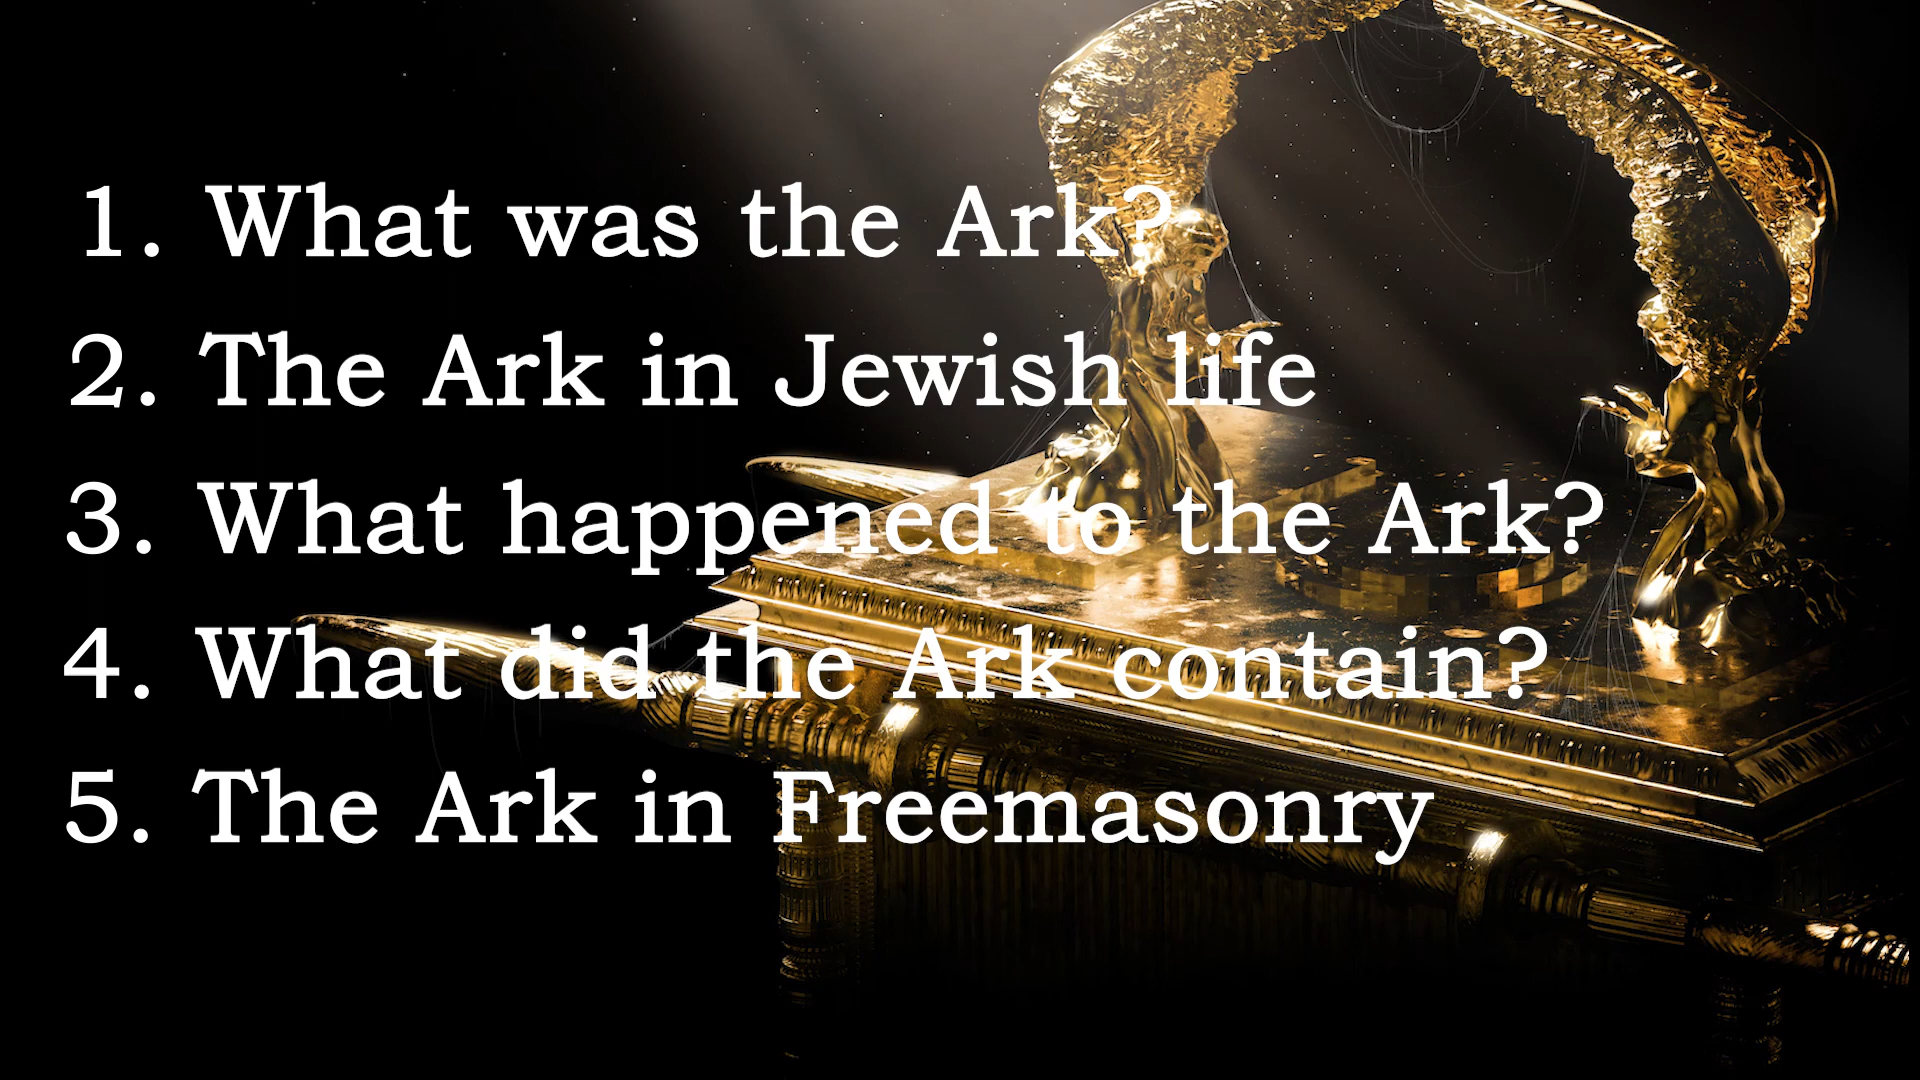 1. What was the Ark?
2. The Ark in Jewish life
3. What happened to the Ark?
4. What did the Ark contain?
5. The Ark in Freemasonry